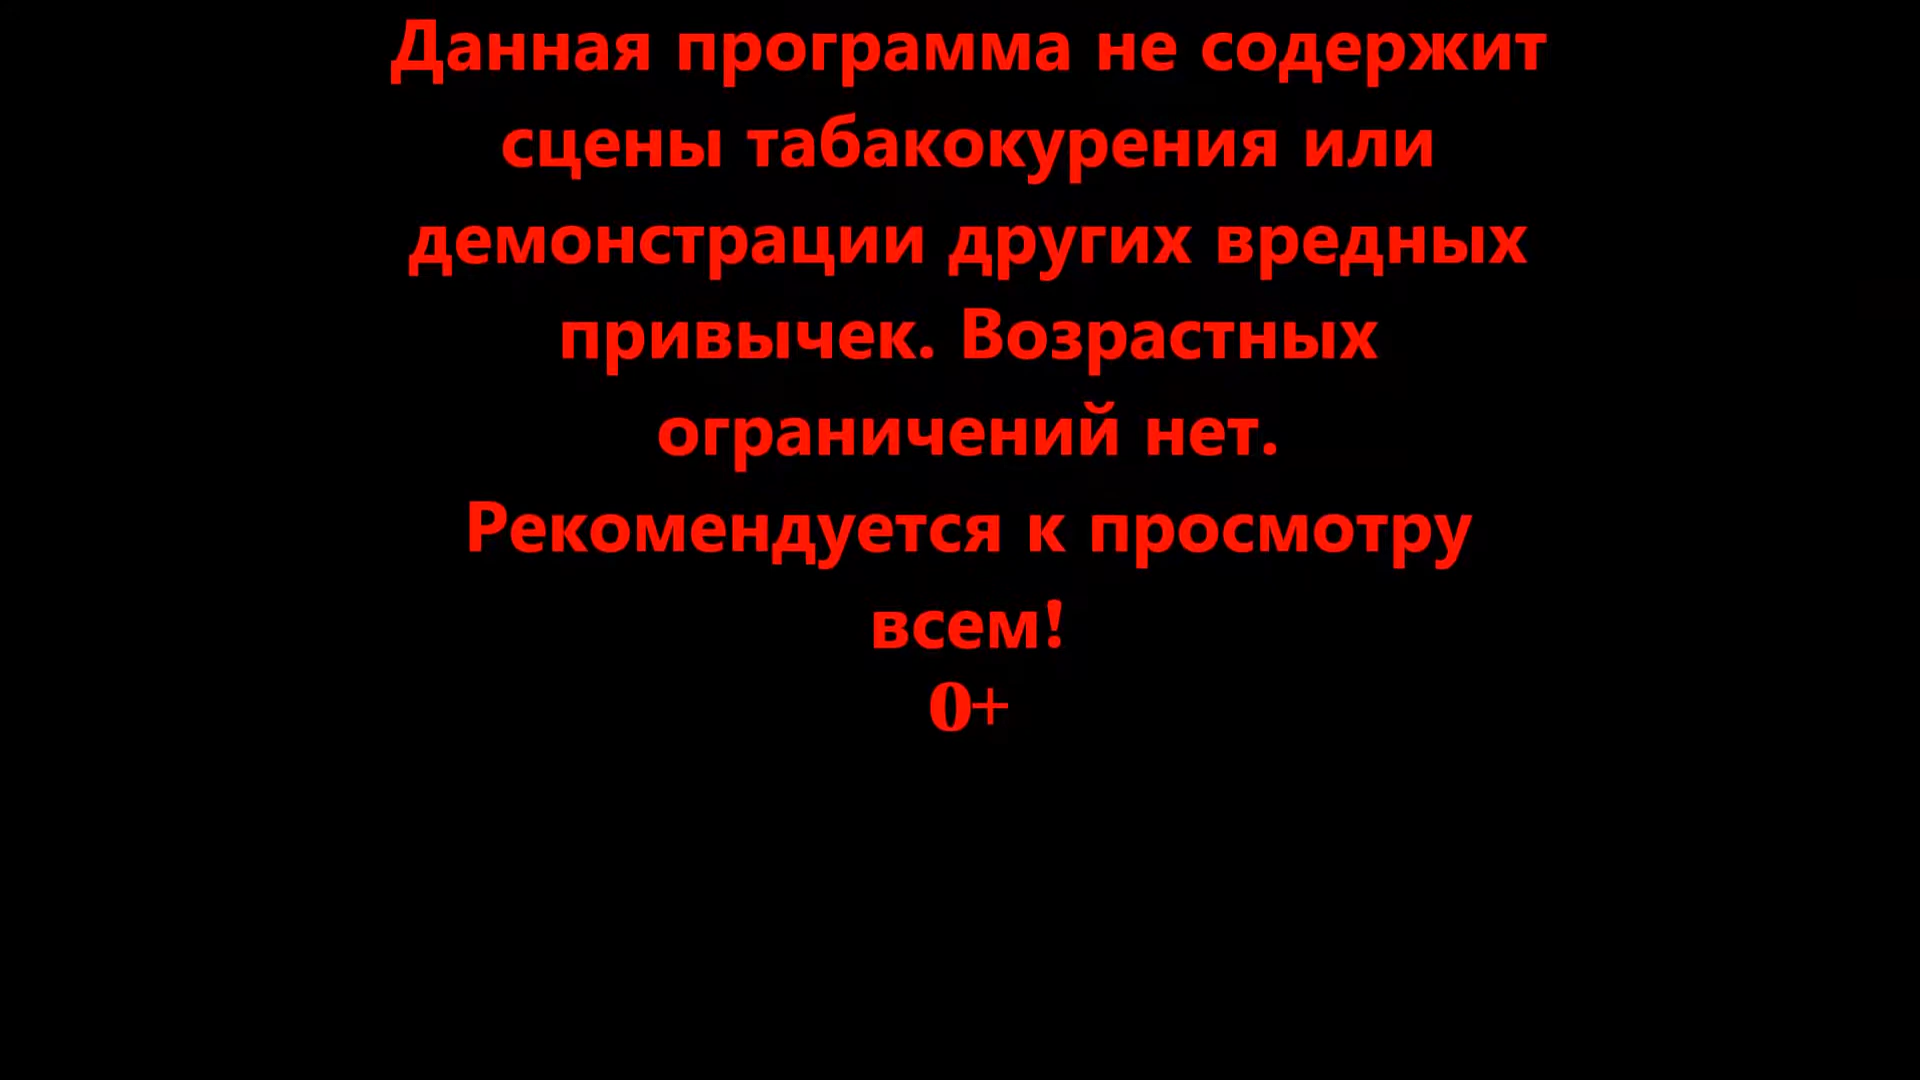 Данная программа не содержит
сцены табакокурения или
демонстрации других вредных
привычек. Возрастных
ограничений нет.
Рекомендуется к просмотру
всем!
0+